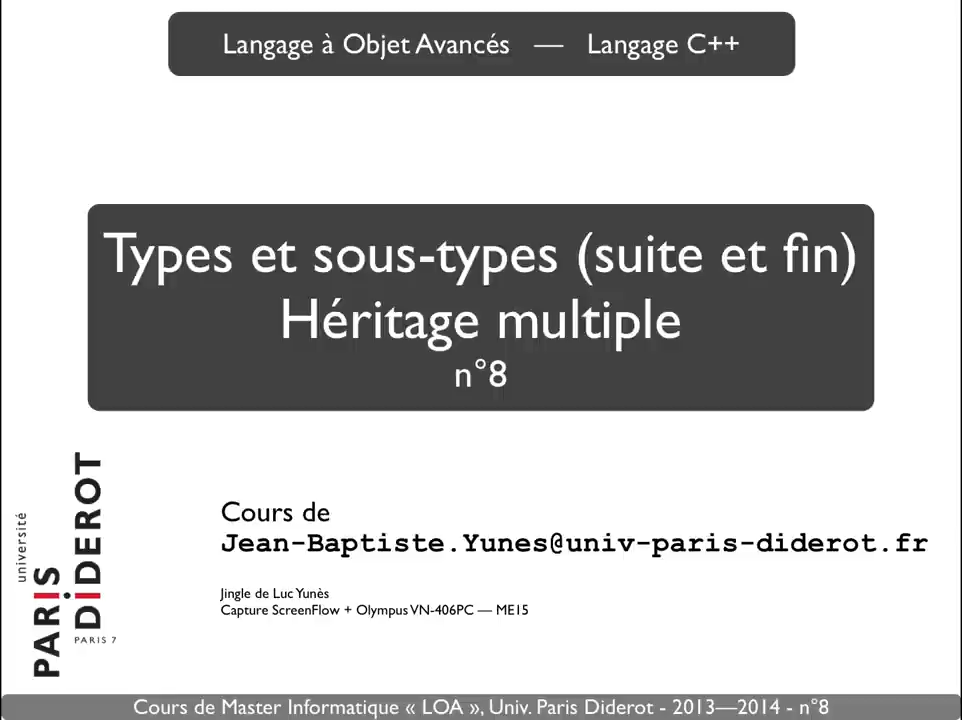 Langage à Objet Avancés — Langage C++
Types et sous-types (suite et fin)
Héritage multiple
n°8
Cours de
Jean-Baptiste.Yunes@univ-paris-diderot.fr
Jingle de Luc Yunès
Capture ScreenFlow + Olympus VN-406PC — ME15
université
PARIS
DiDEROT
PARIS 7
Cours de Master Informatique « LOA », Univ. Paris Diderot - 2013—2014 - n°8